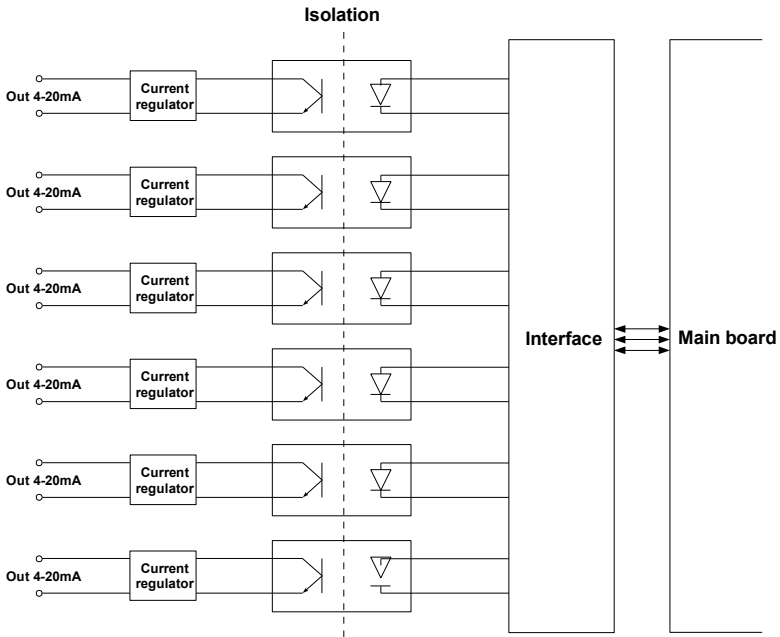 Isolation
Out 4-20mA
Current
regulator
Out 4-20mA
Current
regulator
Out 4-20mA
Current
regulator
Interface
Main board
Out 4-20mA
Current
regulator
Out 4-20mA
Current
regulator
Out 4-20mA
Current
regulator